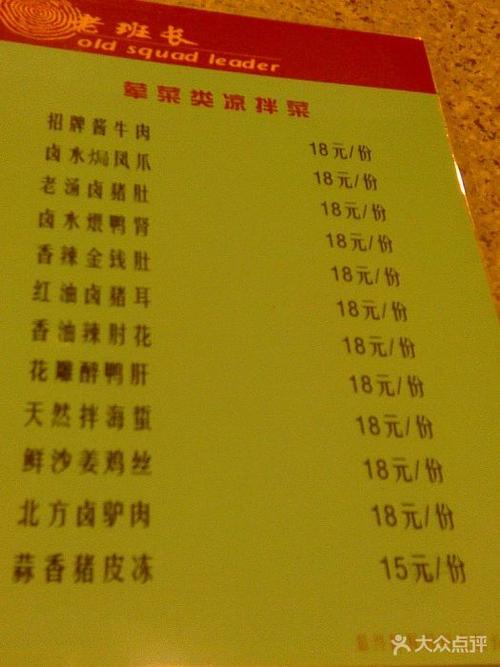 老班长
old squad leader
荤菜类凉拌菜
招牌酱牛肉 18元/份
卤水焗凤爪 18元/份
老汤卤猪肚 18元/份
卤水煨鸭肾 18元/份
香辣金钱肚 18元/份
红油卤猪耳 18元/份
香油辣肘花 18元/份
花雕醉鸭肝 18元/份
天然拌海蜇 18元/份
鲜沙姜鸡丝 18元/份
北方卤驴肉 18元/份
蒜香猪皮冻 15元/份
大众点评